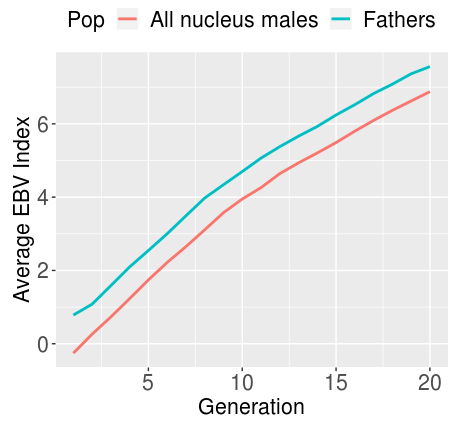 Pop All nucleus males Fathers
Average EBV Index
6
4
2
0
5 10 15 20
Generation